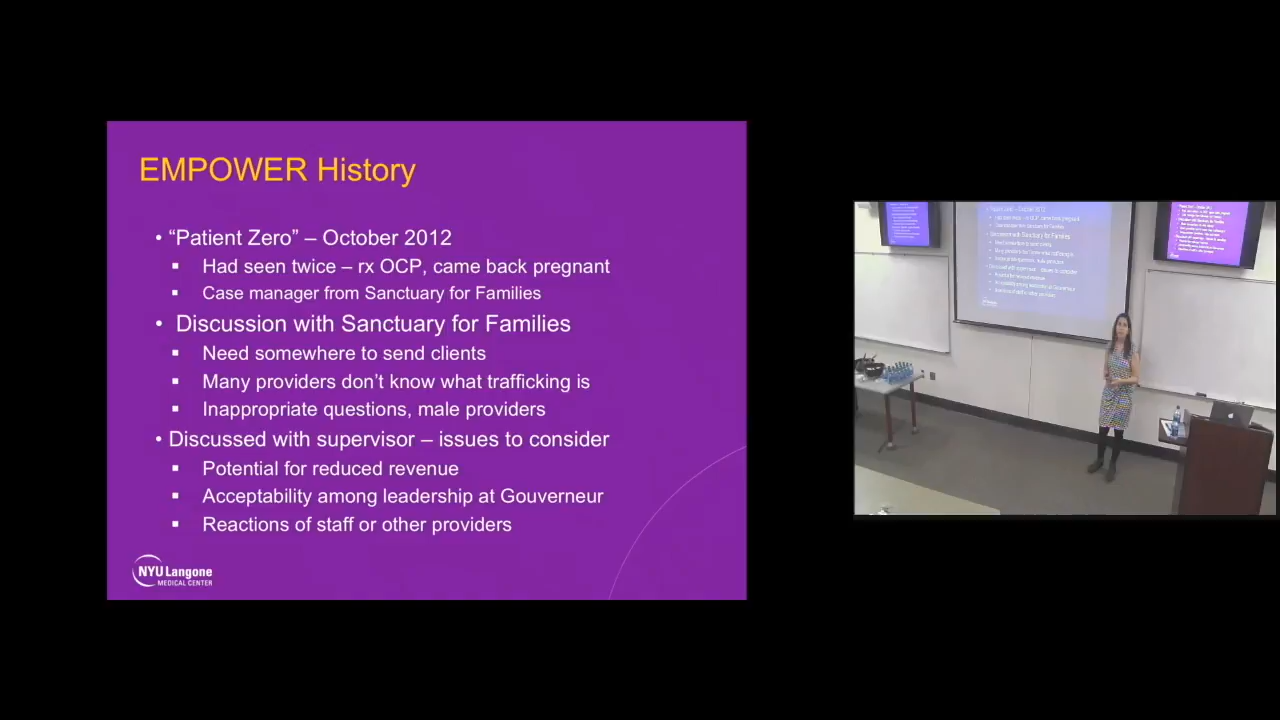 EMPOWER History
• “Patient Zero” – October 2012
▪ Had seen twice – rx OCP, came back pregnant
▪ Case manager from Sanctuary for Families
• Discussion with Sanctuary for Families
▪ Need somewhere to send clients
▪ Many providers don’t know what trafficking is
▪ Inappropriate questions, male providers
• Discussed with supervisor – issues to consider
▪ Potential for reduced revenue
▪ Acceptability among leadership at Gouverneur
▪ Reactions of staff or other providers
NYU Langone
MEDICAL CENTER